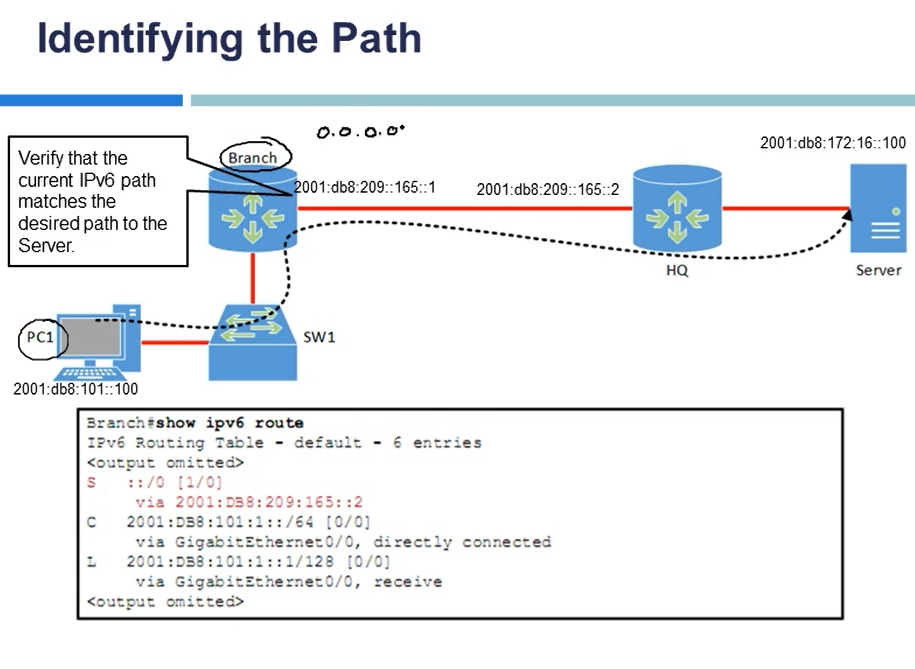 Identifying the Path
0.0.0.0
Verify that the
current IPv6 path
matches the
desired path to the
Server.
Branch
2001:db8:209::165::1
2001:db8:209::165::2
2001:db8:172:16::100
HQ
Server
PC1
SW1
2001:db8:101::100
Branch#show ipv6 route
IPv6 Routing Table - default - 6 entries
<output omitted>
S ::/0 [1/0]
via 2001:DB8:209:165::2
C 2001:DB8:101:1::/64 [0/0]
via GigabitEthernet0/0, directly connected
L 2001:DB8:101:1::1/128 [0/0]
via GigabitEthernet0/0, receive
<output omitted>